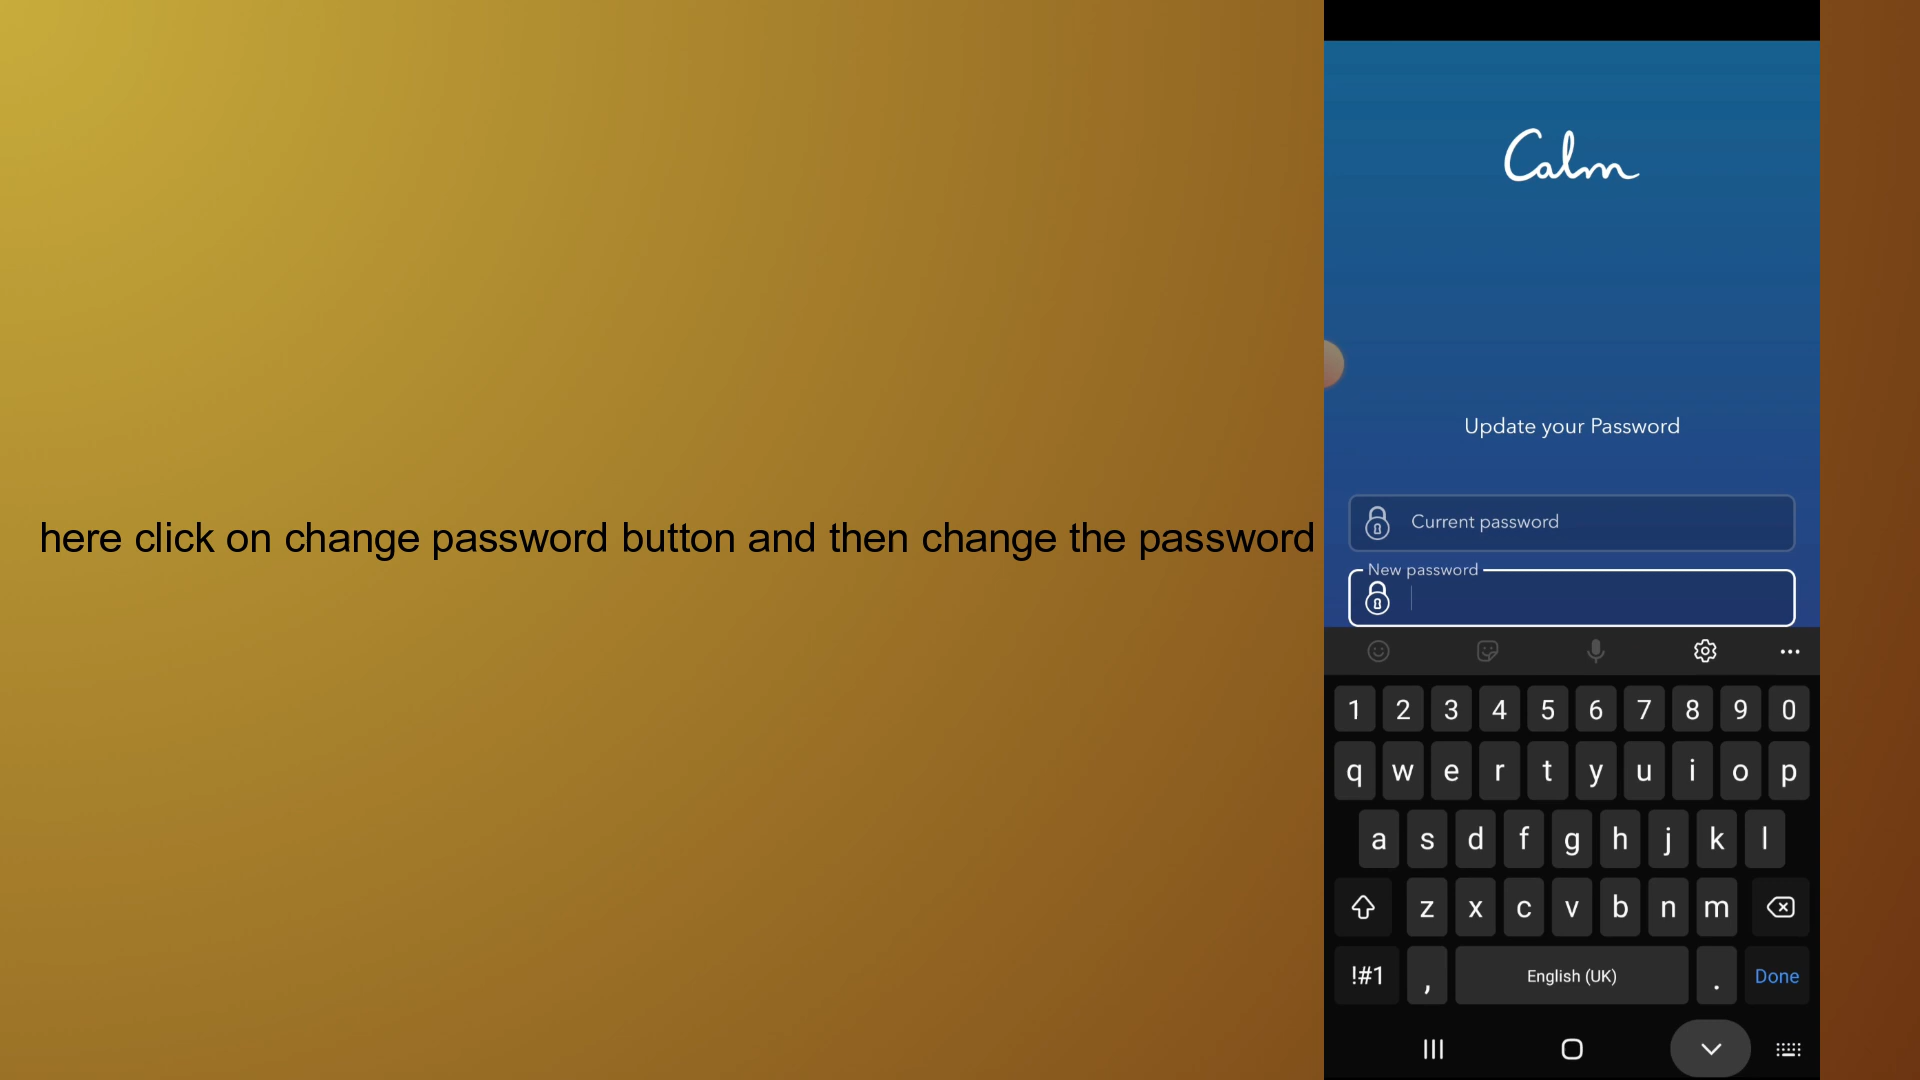 here click on change password button and then change the password
Calm
Update your Password
Current password
New password
1 2 3 4 5 6 7 8 9 0
q w e r t y u i o p
a s d f g h j k l
z x c v b n m
!#1 , English (UK) . Done